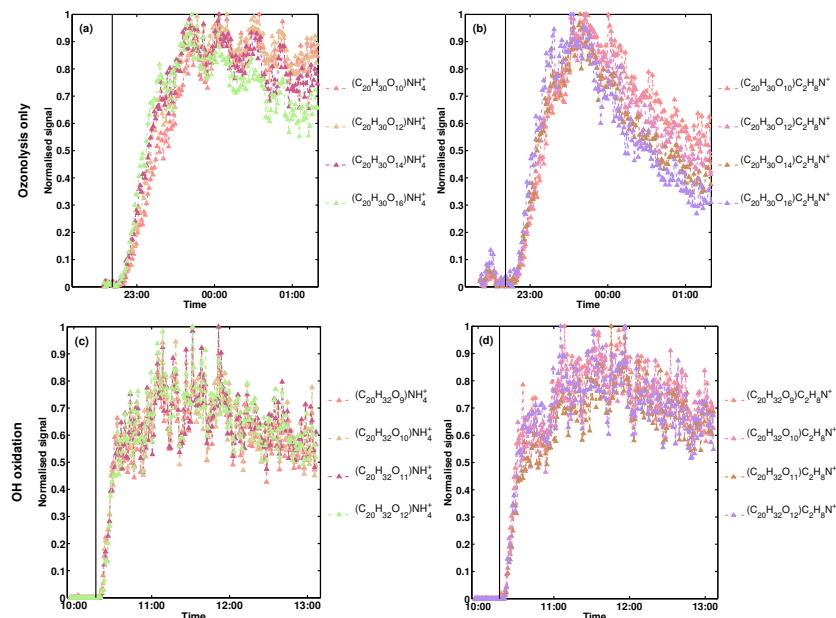 (a)
Ozonolysis only
Normalised signal
1
0.9
0.8
0.7
0.6
0.5
0.4
0.3
0.2
0.1
0
23:00 00:00 01:00
Time
(C20H30O10)NH4+
(C20H30O12)NH4+
(C20H30O14)NH4+
(C20H30O16)NH4+
(b)
Normalised signal
1
0.9
0.8
0.7
0.6
0.5
0.4
0.3
0.2
0.1
0
23:00 00:00 01:00
Time
(C20H30O10)C2H8N+
(C20H30O12)C2H8N+
(C20H30O14)C2H8N+
(C20H30O16)C2H8N+
(c)
OH oxidation
Normalised signal
1
0.9
0.8
0.7
0.6
0.5
0.4
0.3
0.2
0.1
0
10:00 11:00 12:00 13:00
Time
(C20H32O9)NH4+
(C20H32O10)NH4+
(C20H32O11)NH4+
(C20H32O12)NH4+
(d)
Normalised signal
1
0.9
0.8
0.7
0.6
0.5
0.4
0.3
0.2
0.1
0
10:00 11:00 12:00 13:00
Time
(C20H32O9)C2H8N+
(C20H32O10)C2H8N+
(C20H32O11)C2H8N+
(C20H32O12)C2H8N+